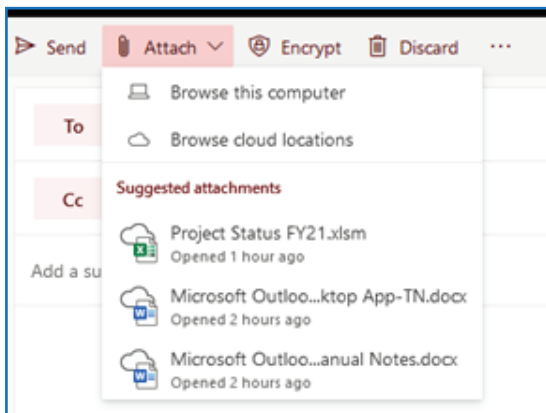 Send Attach Encrypt Discard ...
Browse this computer
To
Browse cloud locations
Suggested attachments
Cc
Project Status FY21.xlsm
Opened 1 hour ago
Add a su
Microsoft Outloo...ktop App-TN.docx
Opened 2 hours ago
Microsoft Outloo...anual Notes.docx
Opened 2 hours ago